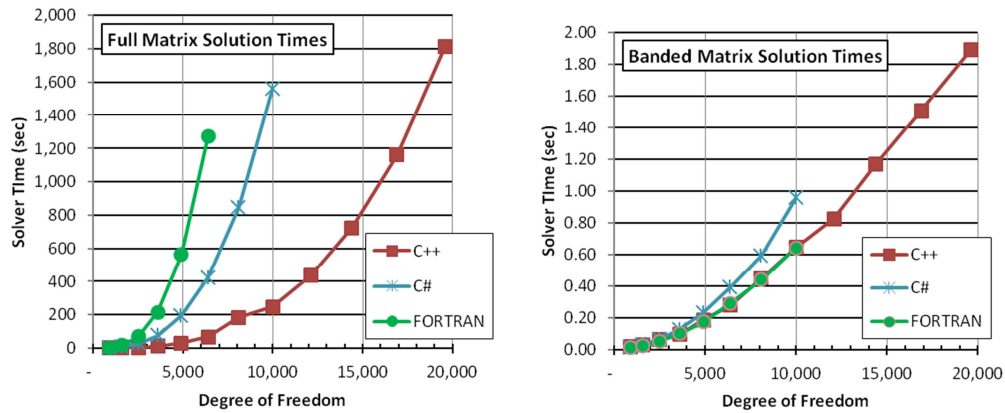 Full Matrix Solution Times
2,000
1,800
1,600
1,400
1,200
1,000
800
600
400
200
0
Solver TIme (sec)
-
5,000
10,000
15,000
20,000
Degree of Freedom
C++
C#
FORTRAN
Banded Matrix Solution Times
2.00
1.80
1.60
1.40
1.20
1.00
0.80
0.60
0.40
0.20
0.00
Solver TIme (sec)
-
5,000
10,000
15,000
20,000
Degree of Freedom
C++
C#
FORTRAN